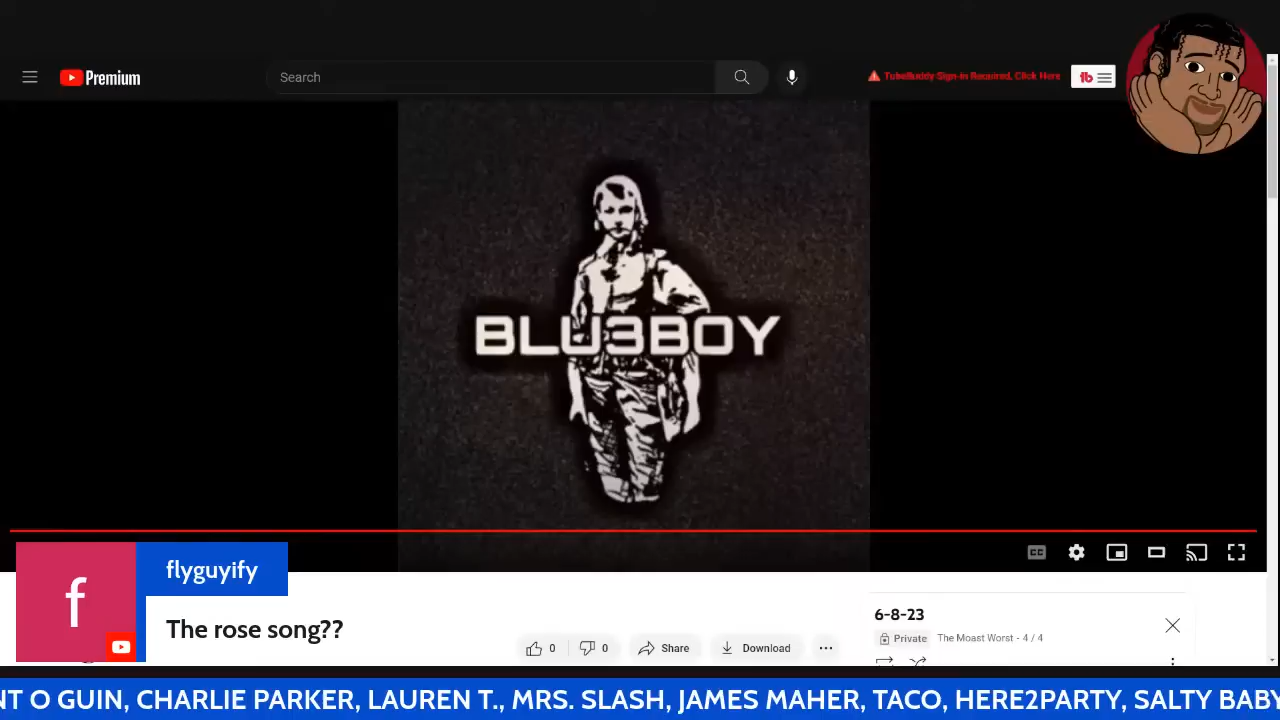 Premium
Search
TubeBuddy Sign-in Required, Click Here
tb
BLU3BOY
CC
flyguyify
f
The rose song??
0
0
Share
Download
6-8-23
Private
The Moast Worst - 4 / 4
NT O GUIN, CHARLIE PARKER, LAUREN T., MRS. SLASH, JAMES MAHER, TACO, HERE2PARTY, SALTY BABY